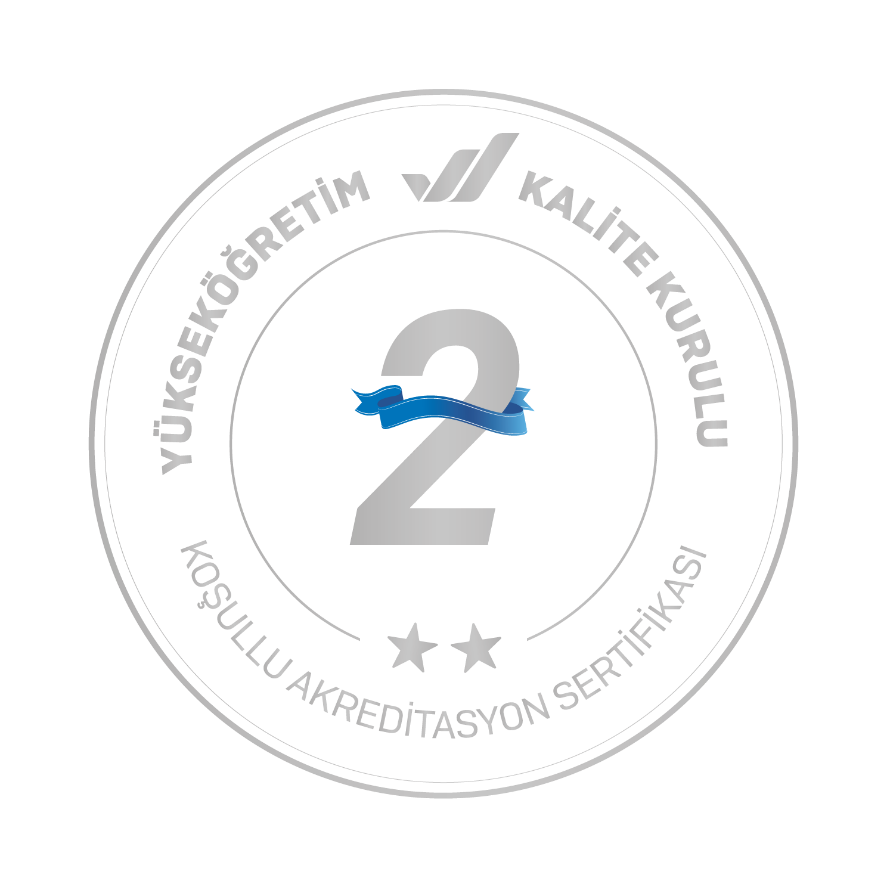 YÜKSEKÖĞRETİM KALİTE KURULU
2
KOŞULLU AKREDİTASYON SERTİFİKASI